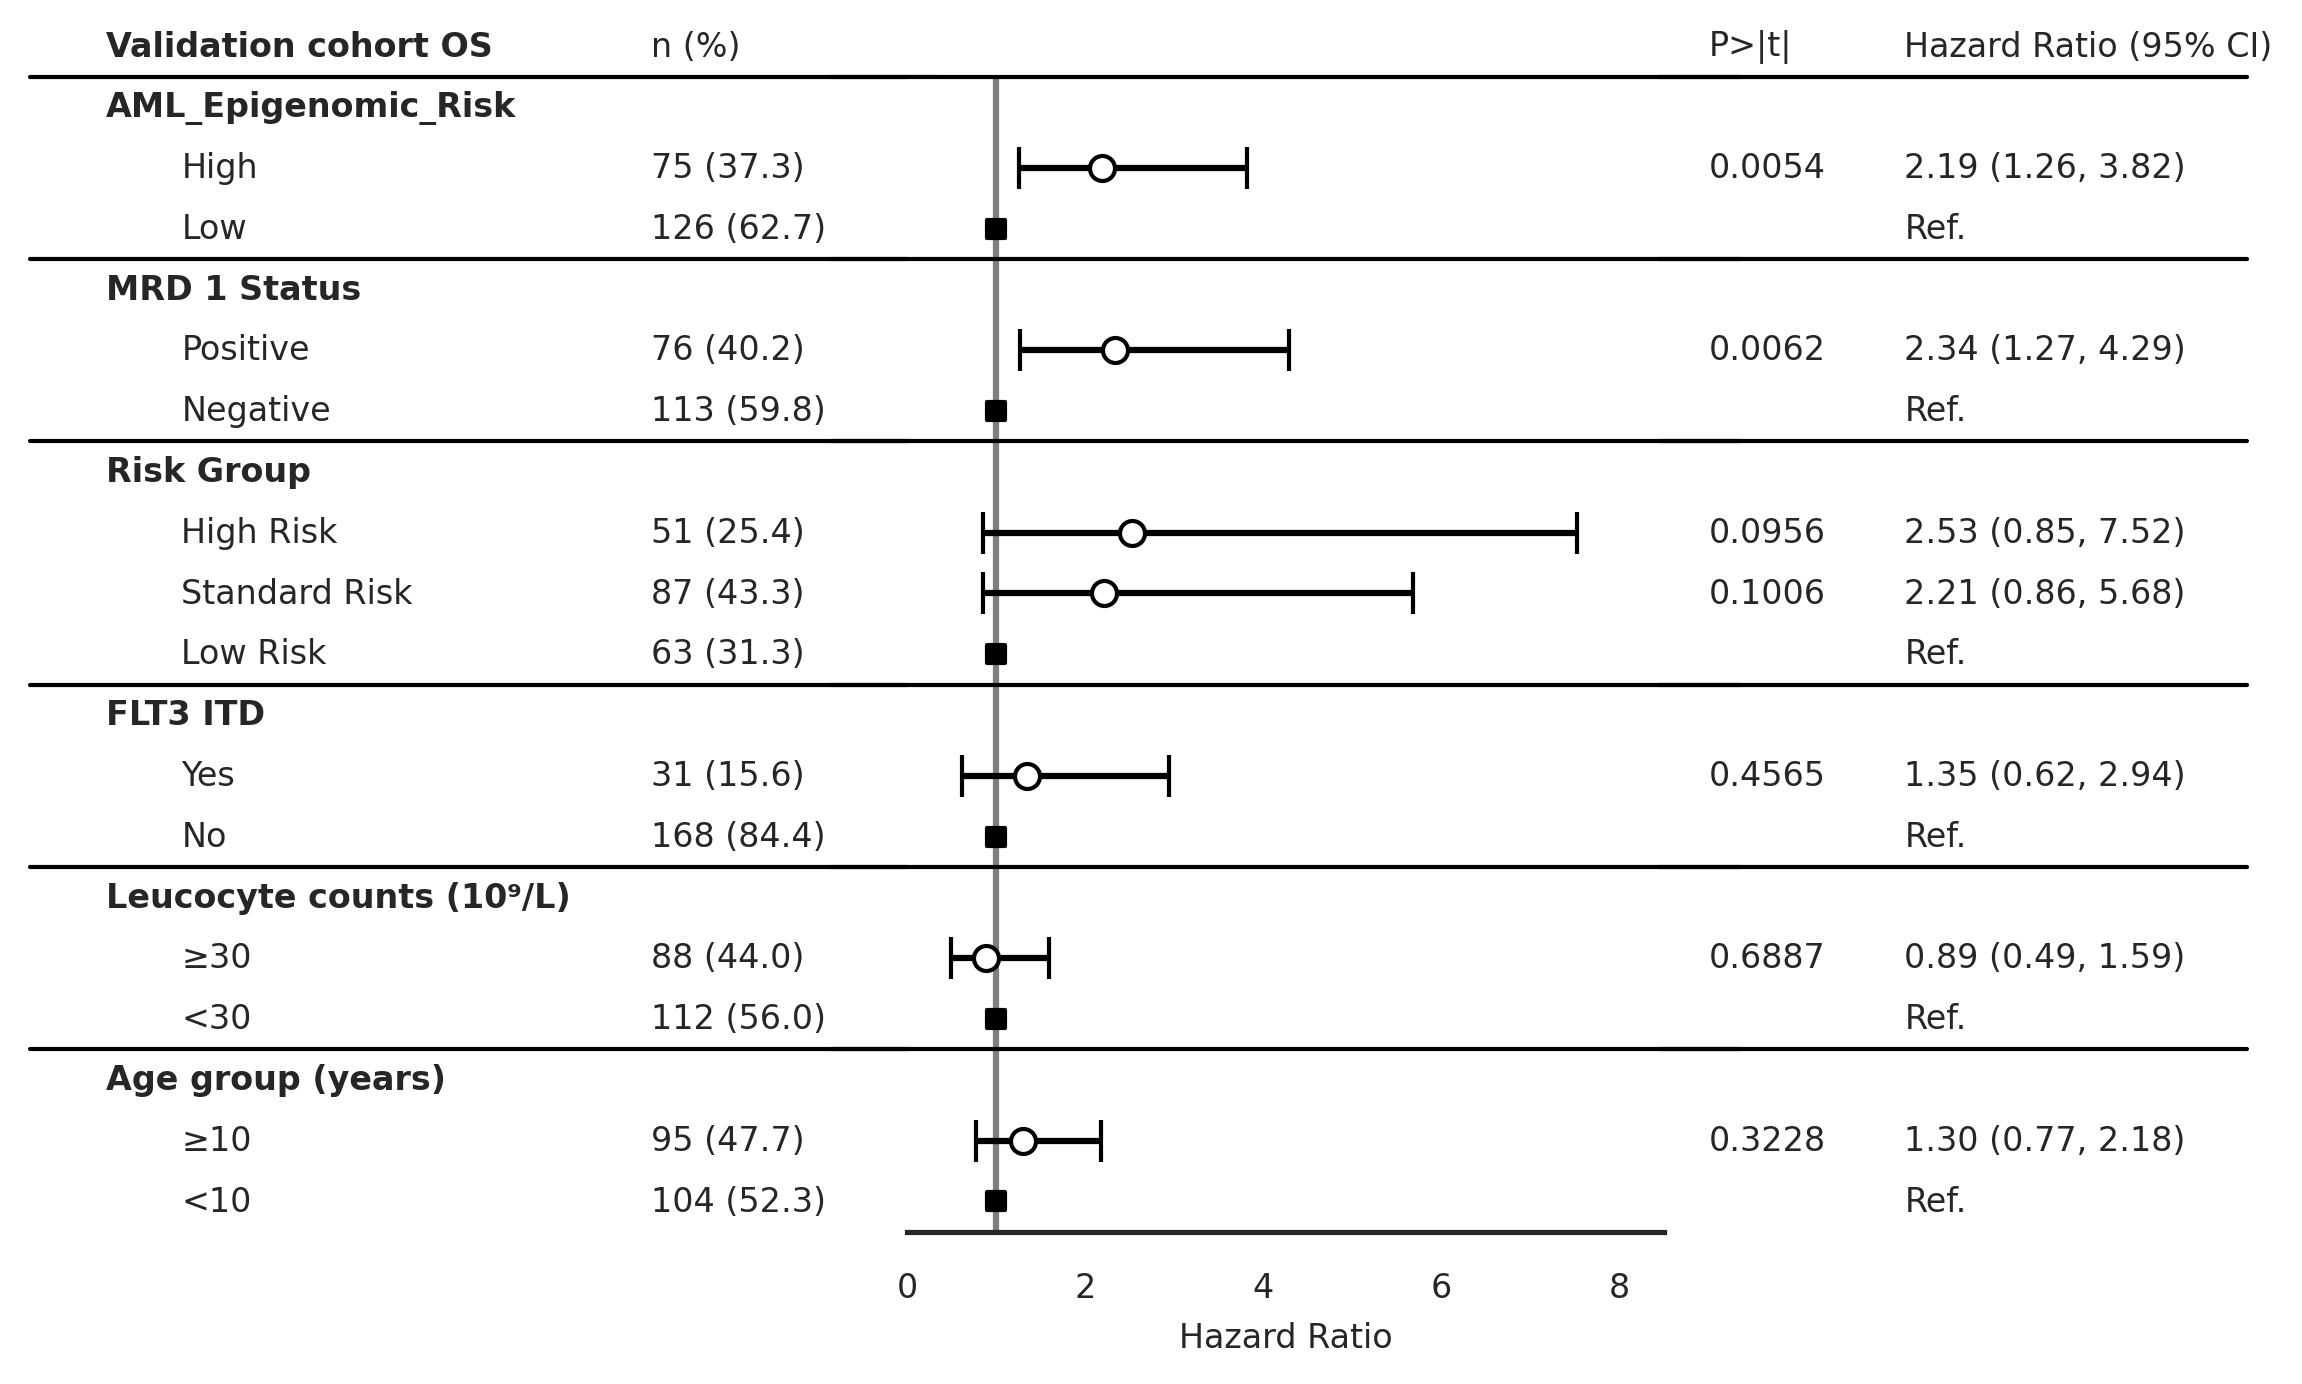 Validation cohort OS n (%) P>|t| Hazard Ratio (95% CI)
AML_Epigenomic_Risk
High 75 (37.3) 0.0054 2.19 (1.26, 3.82)
Low 126 (62.7) Ref.
MRD 1 Status
Positive 76 (40.2) 0.0062 2.34 (1.27, 4.29)
Negative 113 (59.8) Ref.
Risk Group
High Risk 51 (25.4) 0.0956 2.53 (0.85, 7.52)
Standard Risk 87 (43.3) 0.1006 2.21 (0.86, 5.68)
Low Risk 63 (31.3) Ref.
FLT3 ITD
Yes 31 (15.6) 0.4565 1.35 (0.62, 2.94)
No 168 (84.4) Ref.
Leucocyte counts (10⁹/L)
≥30 88 (44.0) 0.6887 0.89 (0.49, 1.59)
<30 112 (56.0) Ref.
Age group (years)
≥10 95 (47.7) 0.3228 1.30 (0.77, 2.18)
<10 104 (52.3) Ref.
0 2 4 6 8
Hazard Ratio